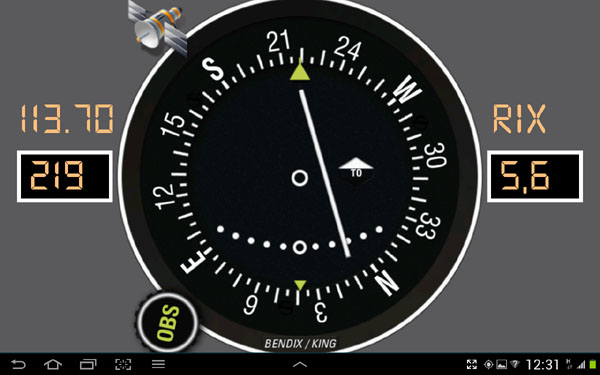 113.70
219
RIX
5,6
21
24
W
30
33
N
3
6
E
12
15
S
TO
OBS
BENDIX / KING
12:31